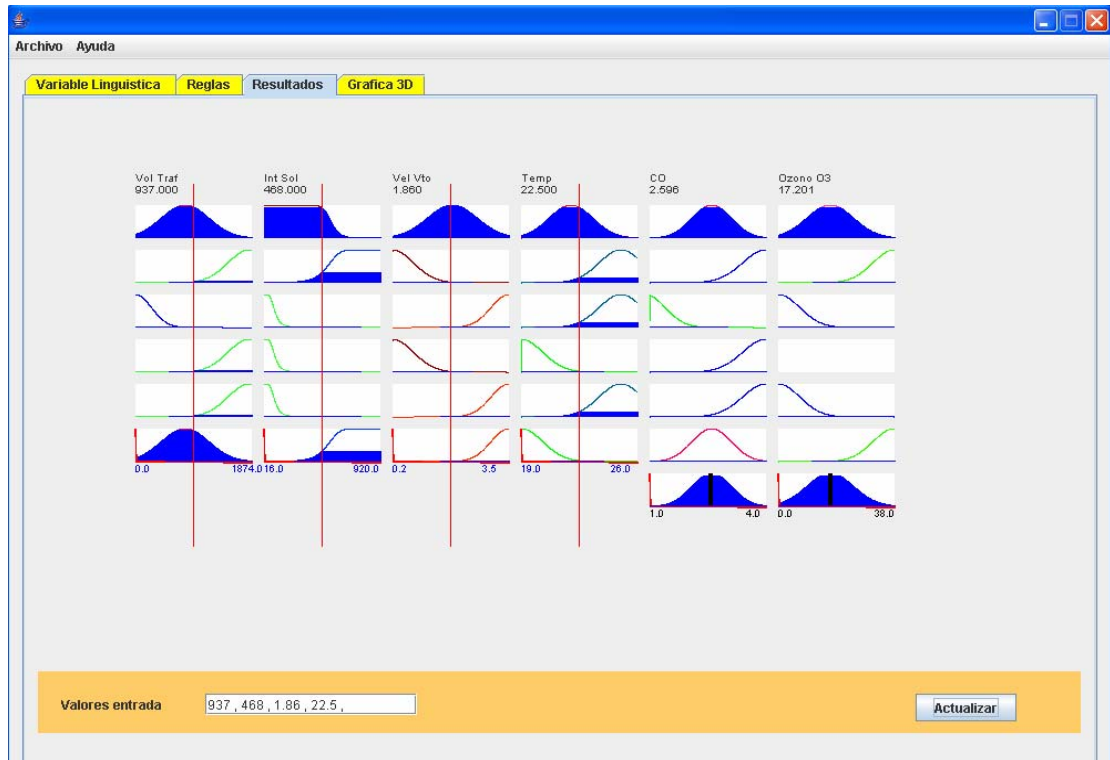 Archivo Ayuda
Variable Linguistica Reglas Resultados Grafica 3D
Vol Traf Int Sol Vel Vto Temp CO Ozono O3
937.000 468.000 1.860 22.500 2.596 17.201
0.0 1874.0 16.0 920.0 0.2 3.5 19.0 26.0
1.0 4.0 0.0 38.0
Valores entrada 937 , 468 , 1.86 , 22.5 , Actualizar